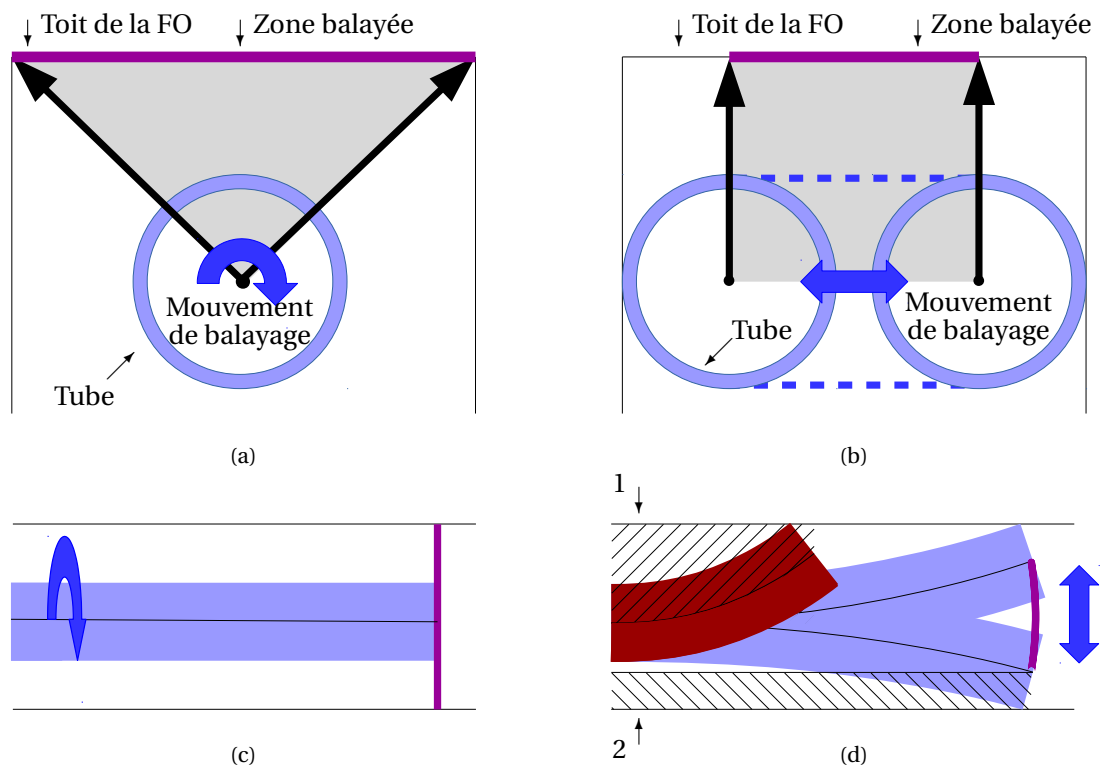 Toit de la FO
Zone balayée
Mouvement
de balayage
Tube
(a)
Toit de la FO
Zone balayée
Mouvement
de balayage
Tube
(b)
(c)
1
2
(d)